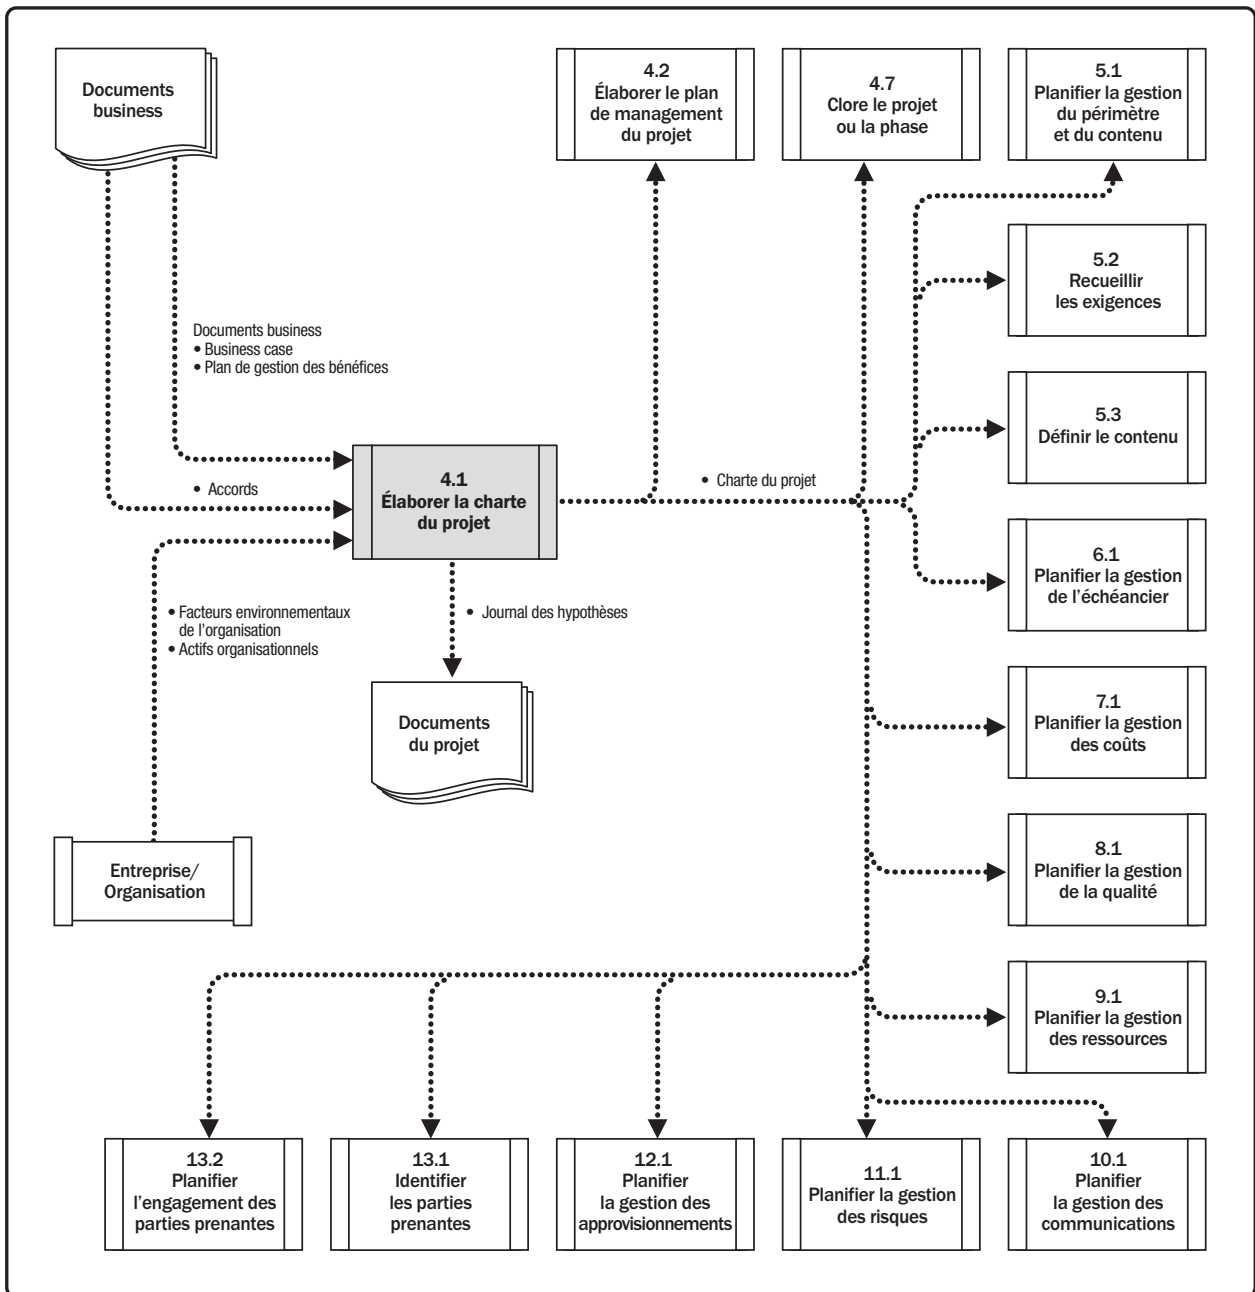 Documents
business
4.2
Élaborer le plan
de management
du projet
4.7
Clore le projet
ou la phase
5.1
Planifier la gestion
du périmètre
et du contenu
5.2
Recueillir
les exigences
Documents business
• Business case
• Plan de gestion des bénéfices
5.3
Définir le contenu
• Accords
4.1
Élaborer la charte
du projet
• Charte du projet
6.1
Planifier la gestion
de l'échéancier
• Facteurs environnementaux
de l'organisation
• Actifs organisationnels
• Journal des hypothèses
Documents
du projet
7.1
Planifier la gestion
des coûts
Entreprise/
Organisation
8.1
Planifier la gestion
de la qualité
9.1
Planifier la gestion
des ressources
13.2
Planifier
l'engagement des
parties prenantes
13.1
Identifier
les parties
prenantes
12.1
Planifier
la gestion des
approvisionnements
11.1
Planifier la gestion
des risques
10.1
Planifier
la gestion des
communications